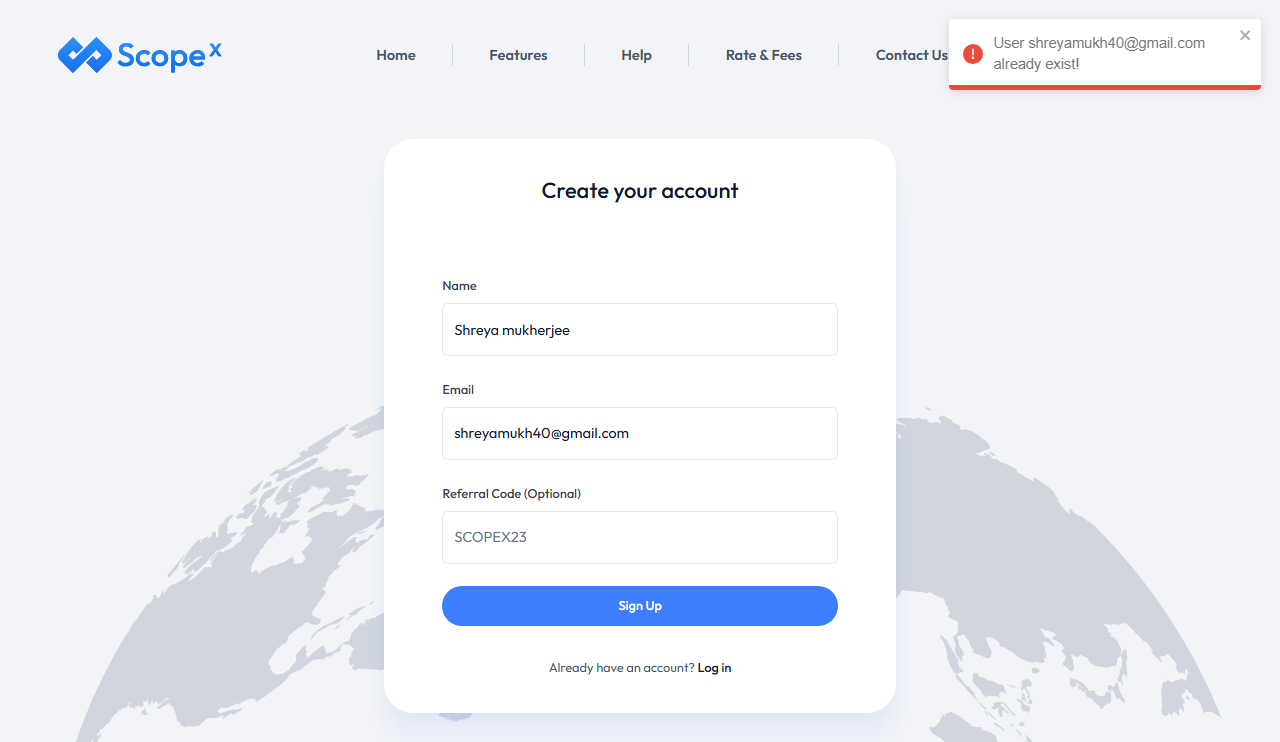 Scope X
Home
Features
Help
Rate & Fees
Contact Us
User shreyamukh40@gmail.com
already exist!
Create your account
Name
Shreya mukherjee
Email
shreyamukh40@gmail.com
Referral Code (Optional)
SCOPEX23
Sign Up
Already have an account? Log in